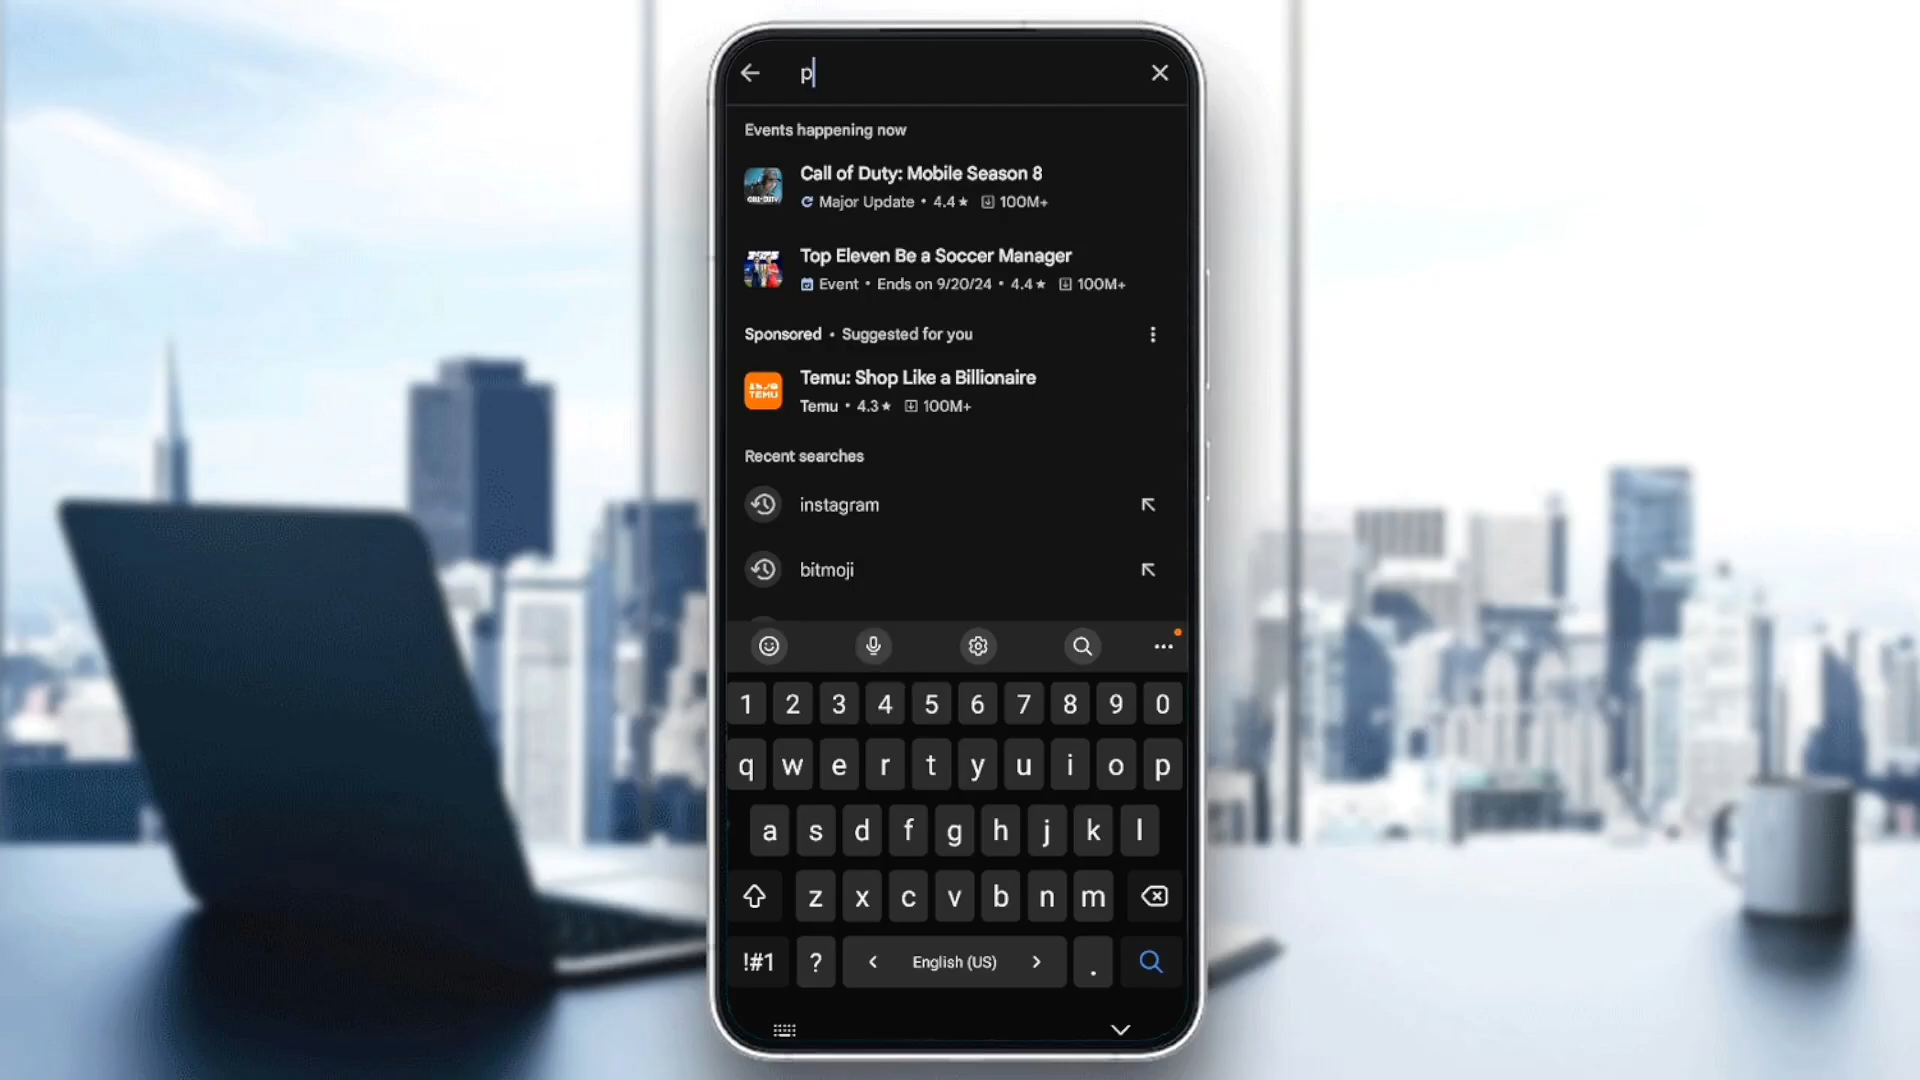 p
Events happening now
Call of Duty: Mobile Season 8
Major Update • 4.4★ 100M+
Top Eleven Be a Soccer Manager
Event • Ends on 9/20/24 • 4.4★ 100M+
Sponsored • Suggested for you
TEMU
Temu: Shop Like a Billionaire
Temu • 4.3★ 100M+
Recent searches
instagram
bitmoji
1 2 3 4 5 6 7 8 9 0
q w e r t y u i o p
a s d f g h j k l
z x c v b n m
!#1 ? < English (US) > .